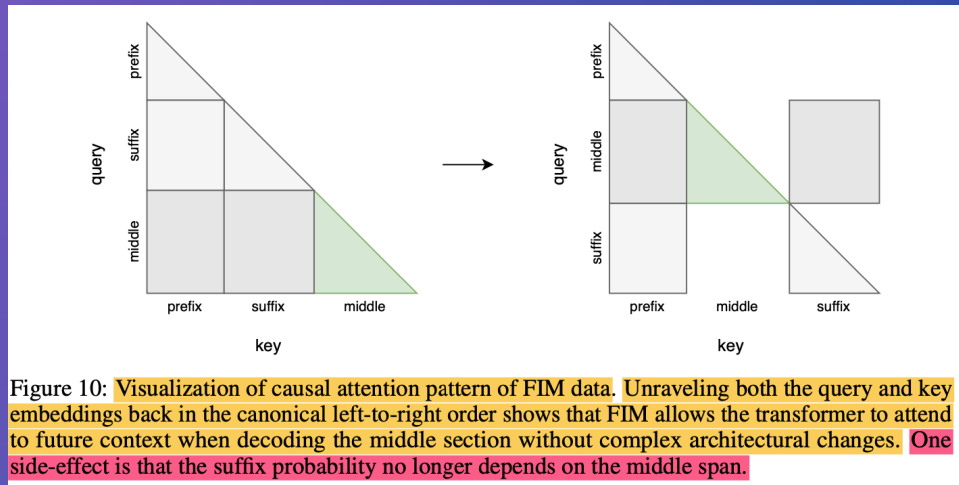 prefix
suffix
middle
query
prefix
suffix
middle
key
prefix
middle
suffix
query
prefix
middle
suffix
key
Figure 10: Visualization of causal attention pattern of FIM data. Unraveling both the query and key
embeddings back in the canonical left-to-right order shows that FIM allows the transformer to attend
to future context when decoding the middle section without complex architectural changes. One
side-effect is that the suffix probability no longer depends on the middle span.